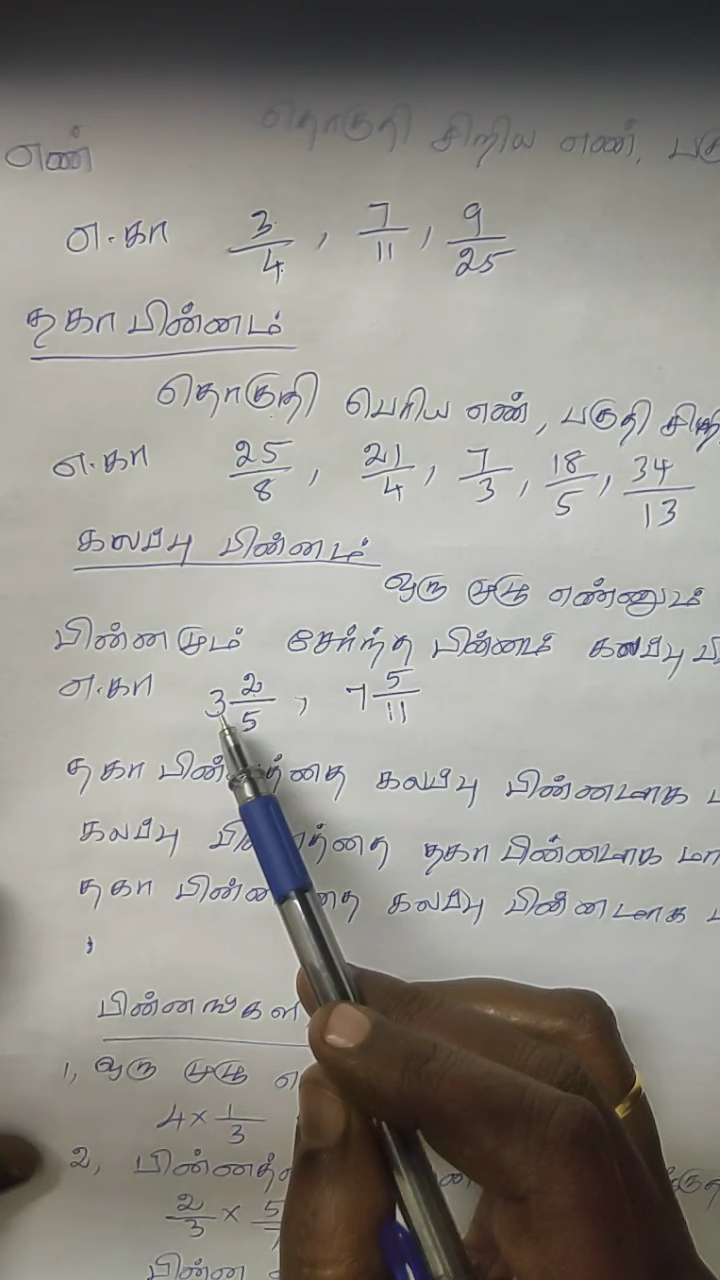 எண் தொகுதி சிறிய எண், பகு
எ.கா 3/4, 7/11, 9/25
தகா பின்னம்
தொகுதி பெரிய எண், பகுதி சிறி
எ.கா 25/8, 21/4, 7/3, 18/5, 34/13
கலப்பு பின்னம்
ஒரு முழு எண்னும்
பின்னமும் சேர்ந்த பின்னம் கலப்பு பி
எ.கா 3 2/5, 7 5/11
தகா பின்னத்தை கலப்பு பின்னமாக
கலப்பு பின்னத்தை தகா பின்னமாக மா
தகா பின்னத்தை கலப்பு பின்னமாக
பின்னங்கள
1, ஒரு முழு எ
4 × 1/3
2, பின்னத்
2/3 × 5
பின்ன